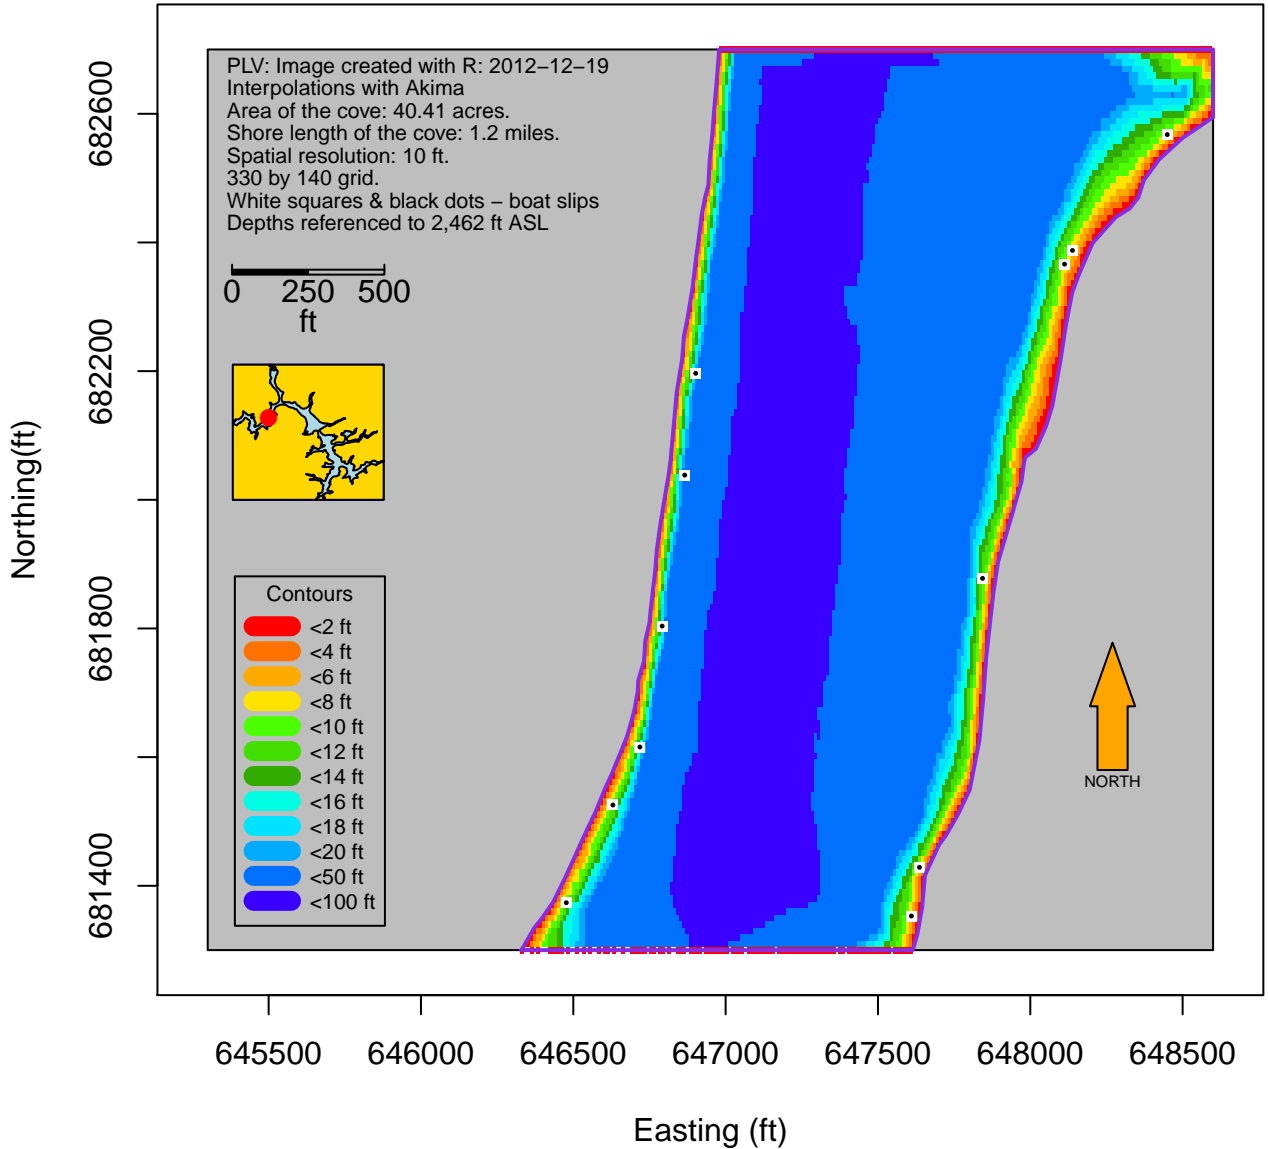 PLV: Image created with R: 2012−12−19
Interpolations with Akima
Area of the cove: 40.41 acres.
Shore length of the cove: 1.2 miles.
Spatial resolution: 10 ft.
330 by 140 grid.
White squares & black dots − boat slips
Depths referenced to 2,462 ft ASL
0 250 500
ft
Contours
<2 ft
<4 ft
<6 ft
<8 ft
<10 ft
<12 ft
<14 ft
<16 ft
<18 ft
<20 ft
<50 ft
<100 ft
NORTH
Northing(ft)
682600
682200
681800
681400
645500 646000 646500 647000 647500 648000 648500
Easting (ft)